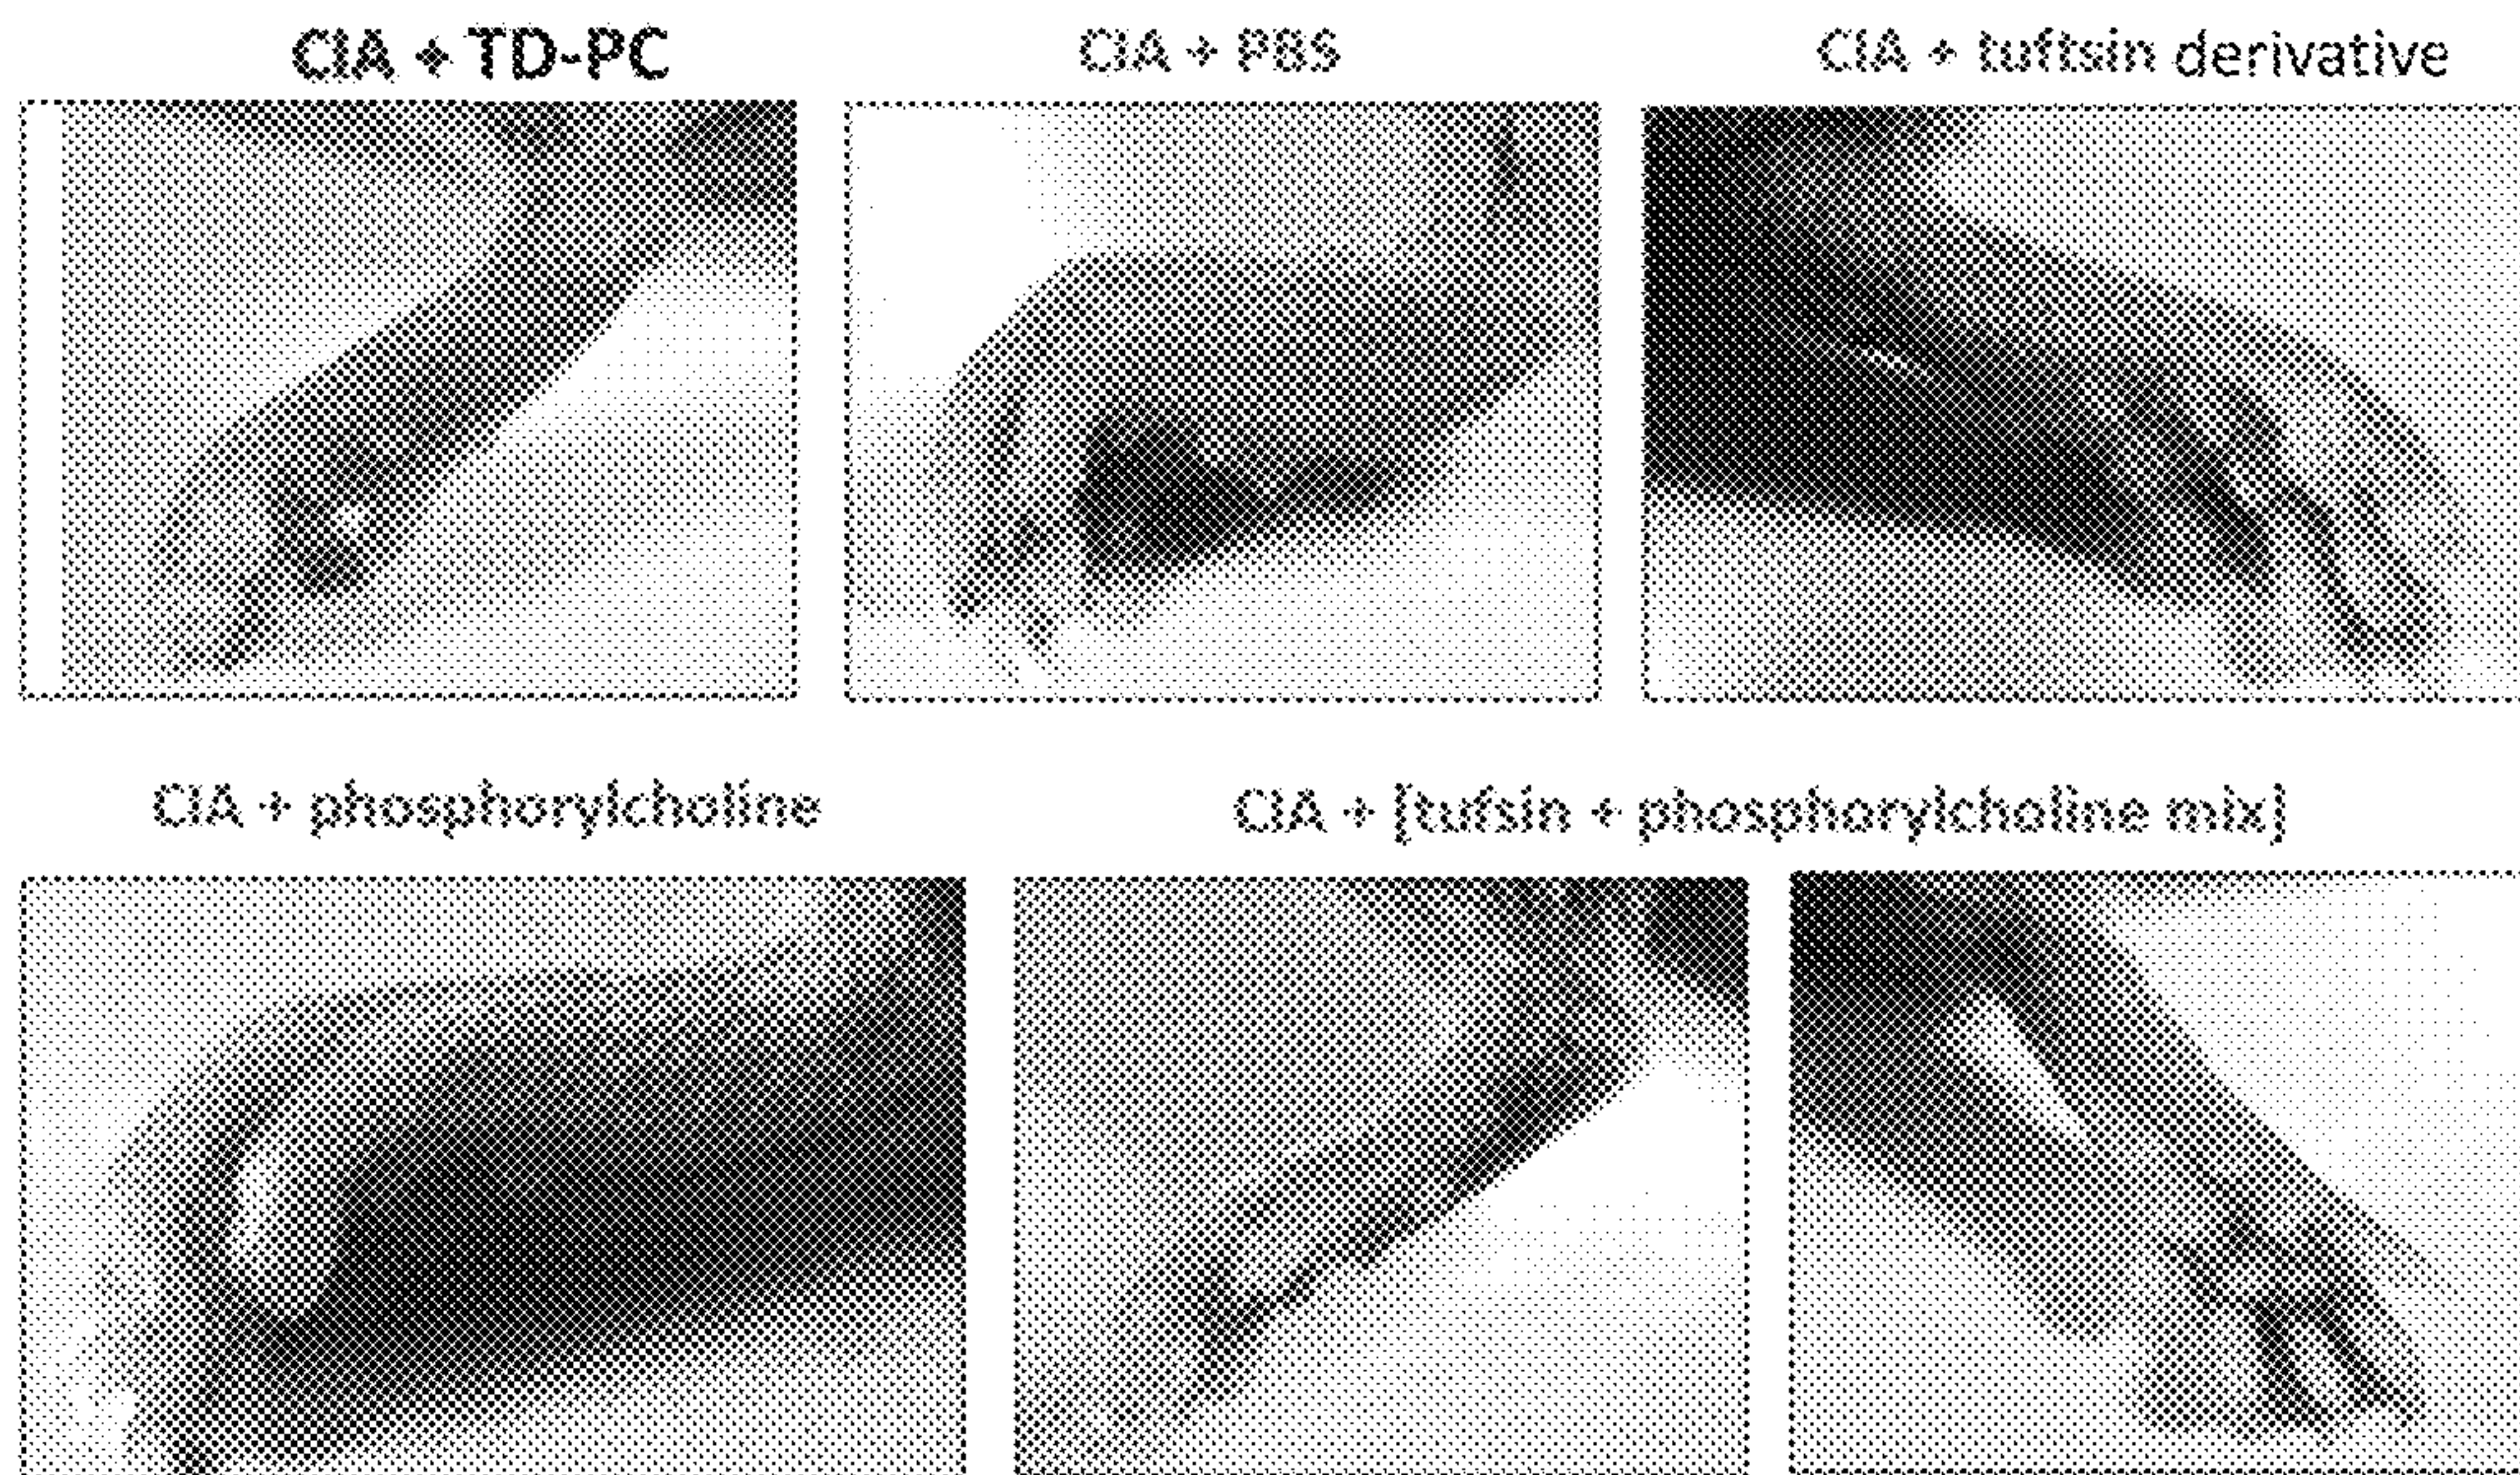 CIA + TD-PC
CIA + PBS
CIA + tuftsin derivative
CIA + phosphorylcholine
CIA + [tufsin + phosphorylcholine mix]